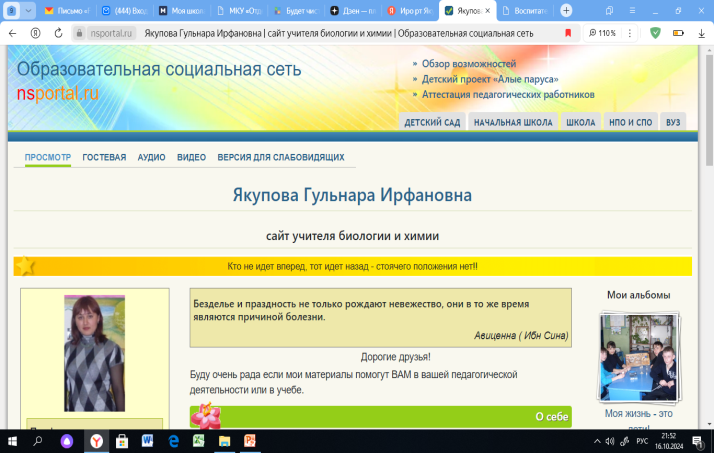 Письмо «
(444) Вход
Моя школ
МКУ «Отд
Будет чис
Дзен — пл
Иро рт Як
Якупова
Воспитате
nsportal.ru
Якупова Гульнара Ирфановна | сайт учителя биологии и химии | Образовательная социальная сеть
110%
Образовательная социальная сеть
nsportal.ru
» Обзор возможностей
» Детский проект «Алые паруса»
» Аттестация педагогических работников
ДЕТСКИЙ САД НАЧАЛЬНАЯ ШКОЛА ШКОЛА НПО И СПО ВУЗ
ПРОСМОТР ГОСТЕВАЯ АУДИО ВИДЕО ВЕРСИЯ ДЛЯ СЛАБОВИДЯЩИХ
Якупова Гульнара Ирфановна
сайт учителя биологии и химии
Кто не идет вперед, тот идет назад - стоячего положения нет!!
Безделье и праздность не только рождают невежество, они в то же время
являются причиной болезни.
Авиценна ( Ибн Сина)
Дорогие друзья!
Буду очень рада если мои материалы помогут ВАМ в вашей педагогической
деятельности или в учебе.
О себе
Мои альбомы
Моя жизнь - это
дети!
РУС
21:52
16.10.2024